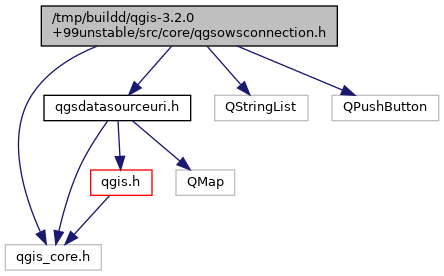 /tmp/buildd/qgis-3.2.0
+99unstable/src/core/qgsowsconnection.h
qgsdatasourceuri.h
QStringList
QPushButton
qgis.h
QMap
qgis_core.h